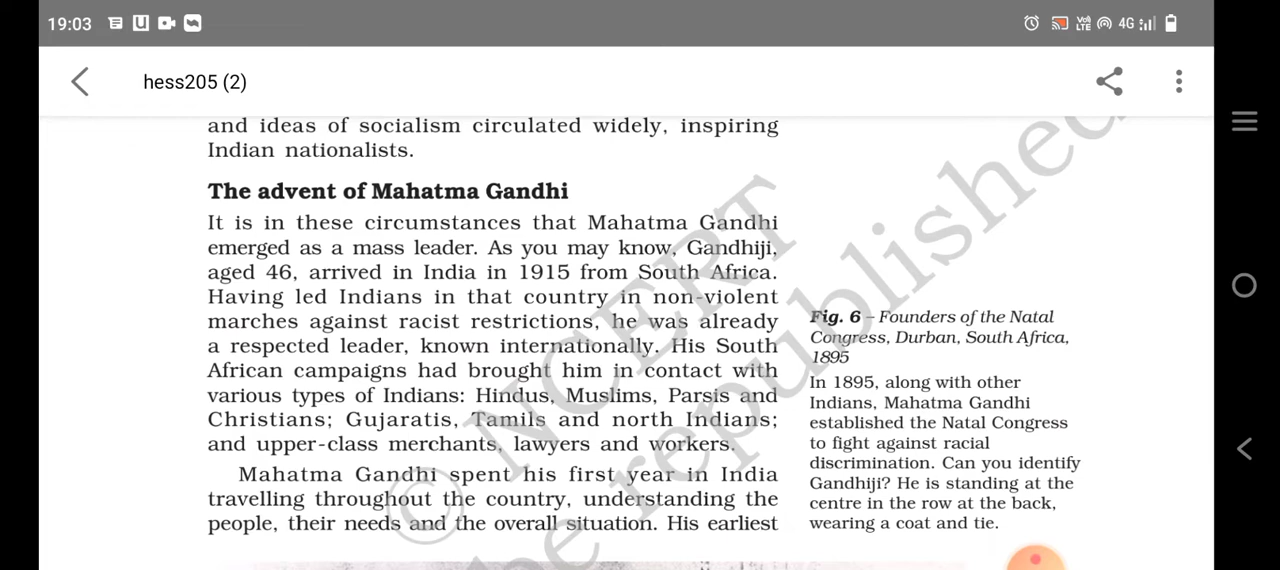 19:03
Vo)
LTE
4G
hess205 (2)
and ideas of socialism circulated widely, inspiring
Indian nationalists.
The advent of Mahatma Gandhi
It is in these circumstances that Mahatma Gandhi
emerged as a mass leader. As you may know, Gandhiji,
aged 46, arrived in India in 1915 from South Africa.
Having led Indians in that country in non-violent
marches against racist restrictions, he was already
a respected leader, known internationally. His South
African campaigns had brought him in contact with
various types of Indians: Hindus, Muslims, Parsis and
Christians; Gujaratis, Tamils and north Indians;
and upper-class merchants, lawyers and workers.
Mahatma Gandhi spent his first year in India
travelling throughout the country, understanding the
people, their needs and the overall situation. His earliest
Fig. 6 – Founders of the Natal
Congress, Durban, South Africa,
1895
In 1895, along with other
Indians, Mahatma Gandhi
established the Natal Congress
to fight against racial
discrimination. Can you identify
Gandhiji? He is standing at the
centre in the row at the back,
wearing a coat and tie.
© NCERT
be republished